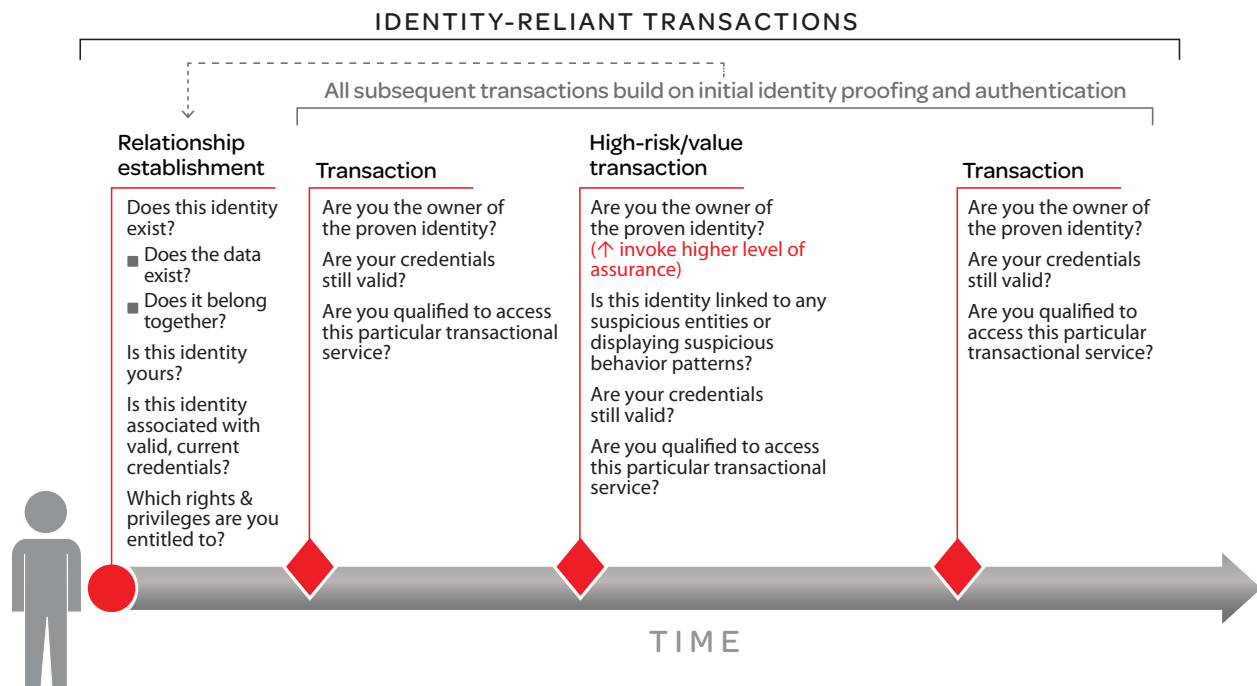 IDENTITY-RELIANT TRANSACTIONS
All subsequent transactions build on initial identity proofing and authentication
Relationship
establishment
Does this identity
exist?
■ Does the data
exist?
■ Does it belong
together?
Is this identity
yours?
Is this identity
associated with
valid, current
credentials?
Which rights &
privileges are you
entitled to?
Transaction
Are you the owner of
the proven identity?
Are your credentials
still valid?
Are you qualified to access
this particular transactional
service?
High-risk/value
transaction
Are you the owner of
the proven identity?
(↑ invoke higher level of
assurance)
Is this identity linked to any
suspicious entities or
displaying suspicious
behavior patterns?
Are your credentials
still valid?
Are you qualified to access
this particular transactional
service?
Transaction
Are you the owner of
the proven identity?
Are your credentials
still valid?
Are you qualified to
access this particular
transactional service?
TIME